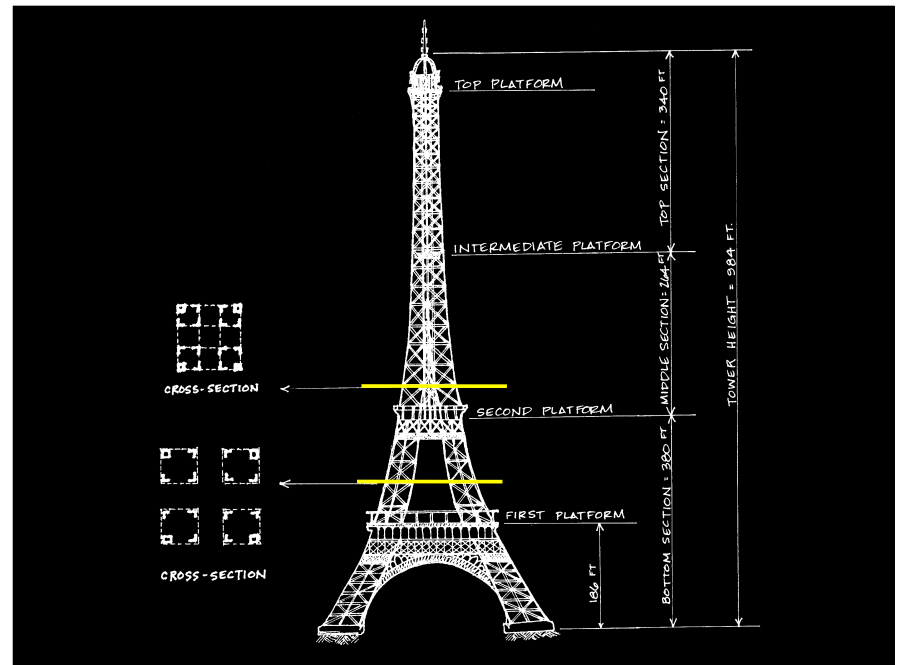 TOP PLATFORM
TOP SECTION = 340 FT
INTERMEDIATE PLATFORM
MIDDLE SECTION = 264 FT
TOWER HEIGHT = 984 FT.
CROSS-SECTION
SECOND PLATFORM
BOTTOM SECTION = 380 FT.
FIRST PLATFORM
186 FT
CROSS-SECTION